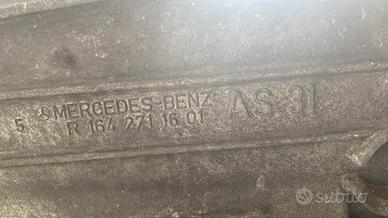 5 MERCEDES-BENZ AS 31
R 164 271 16 01
subito